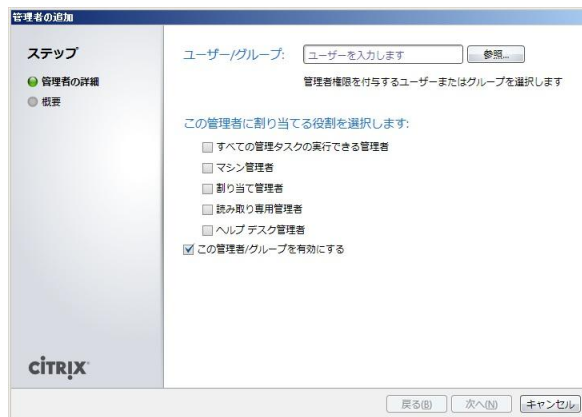 管理者の追加
ステップ
管理者の詳細
概要
ユーザー/グループ:
ユーザーを入力します
参照...
管理者権限を付与するユーザーまたはグループを選択します
この管理者に割り当てる役割を選択します:
すべての管理タスクの実行できる管理者
マシン管理者
割り当て管理者
読み取り専用管理者
ヘルプ デスク管理者
この管理者/グループを有効にする
CITRIX
戻る(B)
次へ(N)
キャンセル